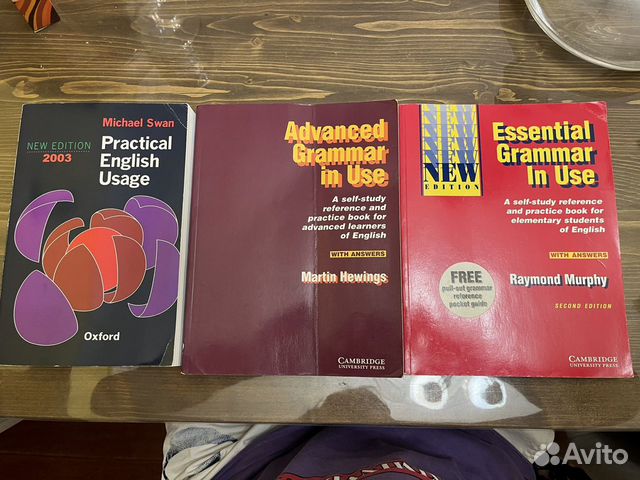 Michael Swan
NEW EDITION
2003
Practical
English
Usage
Oxford
Advanced
Grammar
in Use
A self-study
reference and
practice book for
advanced learners
of English
WITH ANSWERS
Martin Hewings
CAMBRIDGE
UNIVERSITY PRESS
NEW
EDITION
Essential
Grammar
In Use
A self-study reference
and practice book for
elementary students
of English
WITH ANSWERS
FREE
pull-out grammar
reference
pocket guide
Raymond Murphy
SECOND EDITION
CAMBRIDGE
UNIVERSITY PRESS
Avito